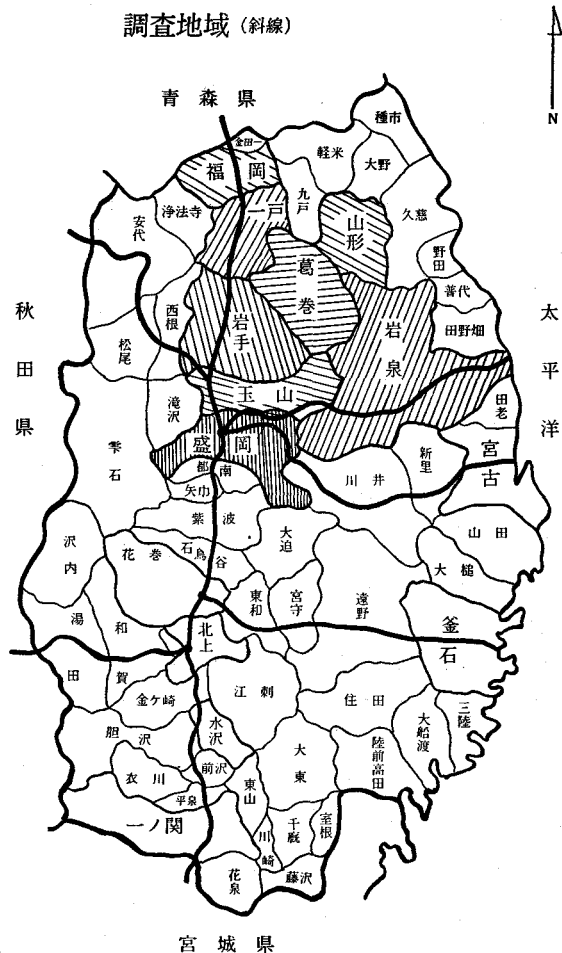 調査地域（斜線）
N
青森県
秋田県
太平洋
宮城県
種市
金田一
軽米
大野
福岡
九戸
久慈
安代
浄法寺
一戸
山形
野田
葛巻
普代
西根
岩手
岩泉
田野畑
松尾
玉山
滝沢
田老
盛岡
雫石
都南
新里
宮古
川井
矢巾
紫波
大迫
山田
沢内
花巻
石鳥谷
大槌
東和
宮守
遠野
湯田
和賀
北上
釜石
江刺
住田
金ケ崎
三陸
大船渡
水沢
胆沢
大東
陸前高田
衣川
前沢
東山
平泉
一ノ関
千厩
室根
川崎
花泉
藤沢